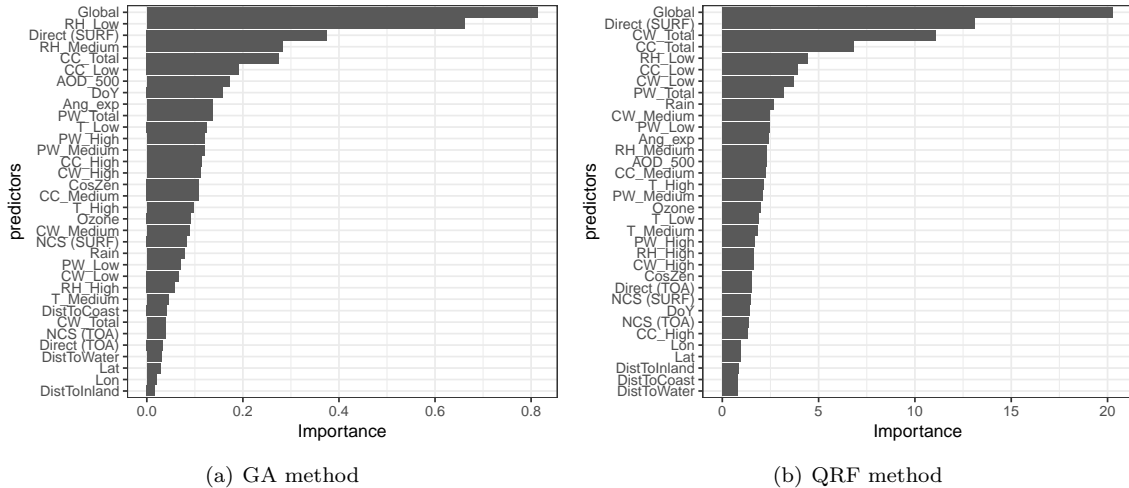 Global
RH_Low
Direct (SURF)
RH_Medium
CC_Total
CC_Low
AOD_500
DoY
Ang_exp
PW_Total
T_Low
PW_High
PW_Medium
CC_High
CW_High
CosZen
CC_Medium
T_High
Ozone
CW_Medium
NCS (SURF)
Rain
PW_Low
CW_Low
RH_High
T_Medium
DistToCoast
CW_Total
NCS (TOA)
Direct (TOA)
DistToWater
Lat
Lon
DistToInland
predictors
0.0 0.2 0.4 0.6 0.8
Importance
(a) GA method
Global
Direct (SURF)
CW_Total
CC_Total
RH_Low
CC_Low
CW_Low
PW_Total
Rain
CW_Medium
PW_Low
Ang_exp
RH_Medium
AOD_500
CC_Medium
T_High
PW_Medium
Ozone
T_Low
T_Medium
PW_High
RH_High
CW_High
CosZen
Direct (TOA)
NCS (SURF)
DoY
NCS (TOA)
CC_High
Lon
Lat
DistToInland
DistToCoast
DistToWater
predictors
0 5 10 15 20
Importance
(b) QRF method